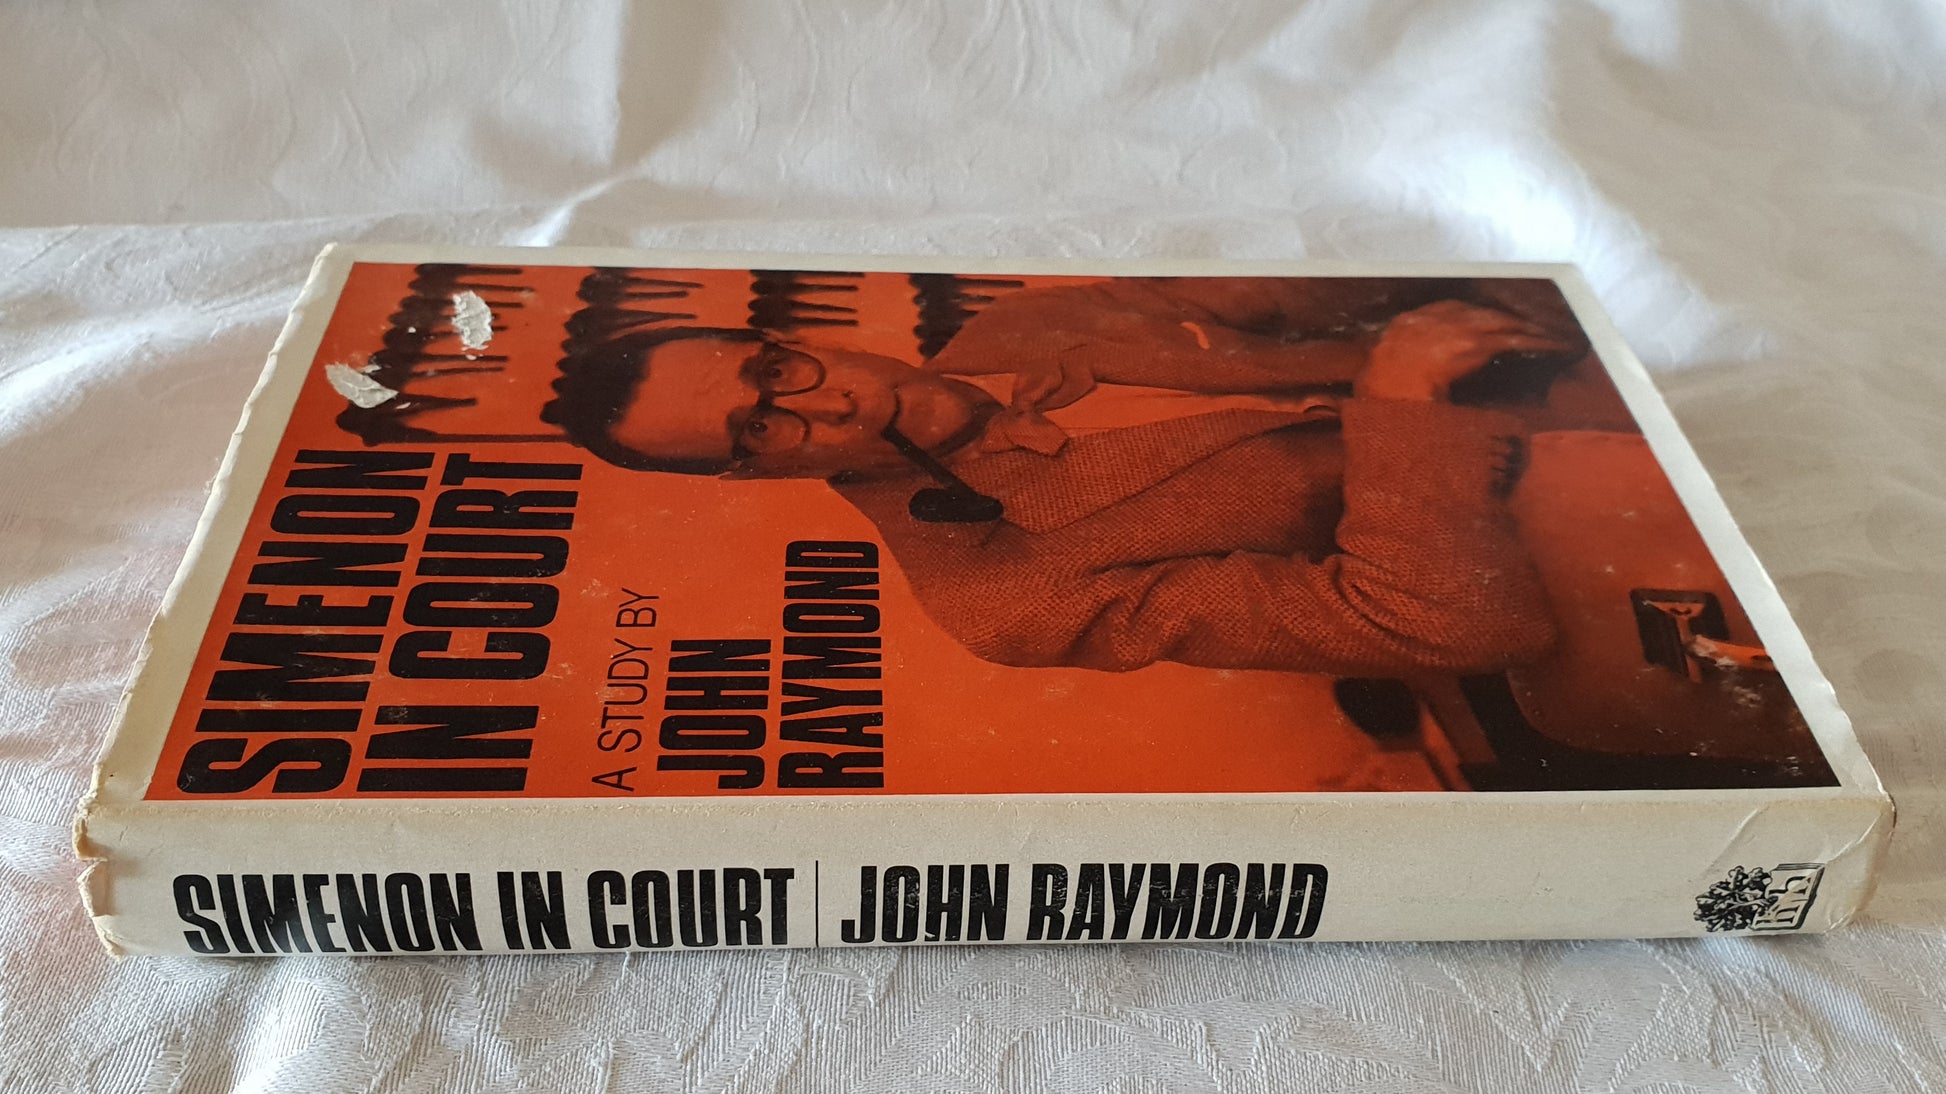 SIMENON
IN COURT
A STUDY BY
JOHN
RAYMOND
SIMENON IN COURT | JOHN RAYMOND